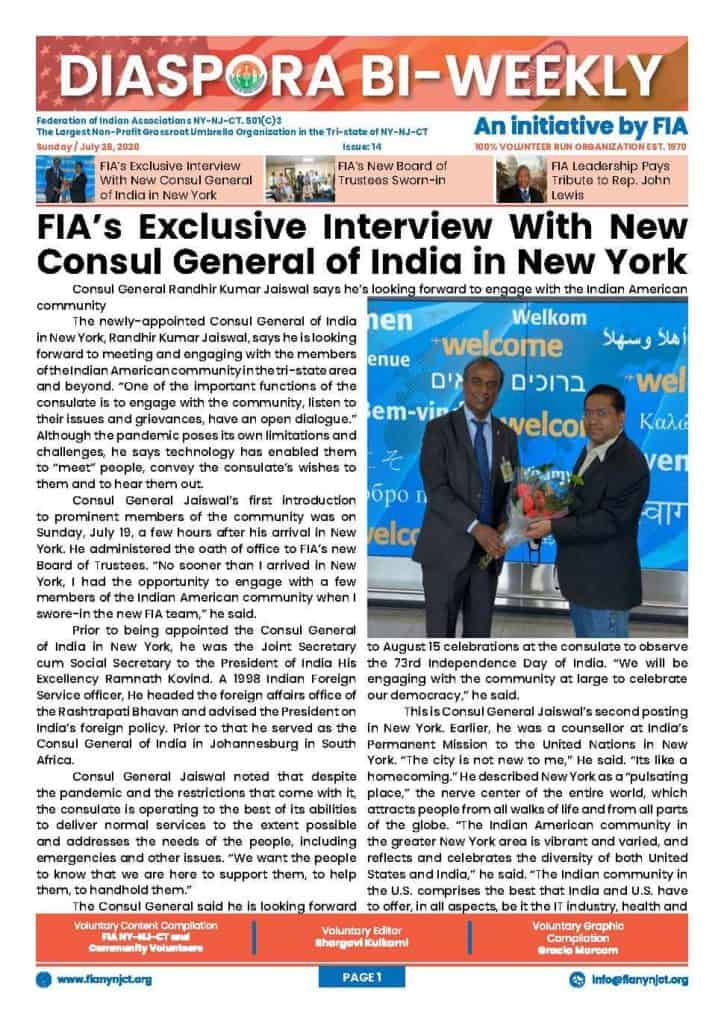 DIASPORA BI-WEEKLY
Federation of Indian Associations NY-NJ-CT. 501(C)3
The Largest Non-Profit Grassroot Umbrella Organization in the Tri-state of NY-NJ-CT
An initiative by FIA
Sunday / July 26, 2020
Issue: 14
100% VOLUNTEER RUN ORGANIZATION EST. 1970
FIA's Exclusive Interview
With New Consul General
of India in New York
FIA's New Board of
Trustees Sworn-in
FIA Leadership Pays
Tribute to Rep. John
Lewis
FIA's Exclusive Interview With New
Consul General of India in New York
Consul General Randhir Kumar Jaiswal says he's looking forward to engage with the Indian American
community
The newly-appointed Consul General of India
in New York, Randhir Kumar Jaiswal, says he is looking
forward to meeting and engaging with the members
of the Indian American community in the tri-state area
and beyond. "One of the important functions of the
consulate is to engage with the community, listen to
their issues and grievances, have an open dialogue."
Although the pandemic poses its own limitations and
challenges, he says technology has enabled them
to "meet" people, convey the consulate's wishes to
them and to hear them out.
Consul General Jaiswal's first introduction
to prominent members of the community was on
Sunday, July 19, a few hours after his arrival in New
York. He administered the oath of office to FIA's new
Board of Trustees. "No sooner than I arrived in New
York, I had the opportunity to engage with a few
members of the Indian American community when I
swore-in the new FIA team," he said.
Prior to being appointed the Consul General
of India in New York, he was the Joint Secretary
cum Social Secretary to the President of India His
Excellency Ramnath Kovind. A 1998 Indian Foreign
Service officer, He headed the foreign affairs office of
the Rashtrapati Bhavan and advised the President on
India's foreign policy. Prior to that he served as the
Consul General of India in Johannesburg in South
Africa.
Consul General Jaiswal noted that despite
the pandemic and the restrictions that come with it,
the consulate is operating to the best of its abilities
to deliver normal services to the extent possible
and addresses the needs of the people, including
emergencies and other issues. "We want the people
to know that we are here to support them, to help
them, to handhold them."
The Consul General said he is looking forward
men
Welkom
أهلاً وسهلاً
welcome
enue
ברוכים
אים
wel
Bem-vind
welcom
Καλώ
обро п
venu
welco
स्वाग
to August 15 celebrations at the consulate to observe
the 73rd Independence Day of India. "We will be
engaging with the community at large to celebrate
our democracy," he said.
This is Consul General Jaiswal's second posting
in New York. Earlier, he was a counsellor at India's
Permanent Mission to the United Nations in New
York. "The city is not new to me," He said. "Its like a
homecoming." He described New York as a "pulsating
place," the nerve center of the entire world, which
attracts people from all walks of life and from all parts
of the globe. "The Indian American community in
the greater New York area is vibrant and varied, and
reflects and celebrates the diversity of both United
States and India," he said. "The Indian community in
the U.S. comprises the best that India and U.S. have
to offer, in all aspects, be it the IT industry, health and
Voluntary Content Compilation
FIA NY-NJ-CT and
Community Volunteers
Voluntary Editor
Bhargavi Kulkarni
Voluntary Graphic
Compilation
Gracio Marcom
www.fianynjct.org
PAGE 1
info@fianynjct.org